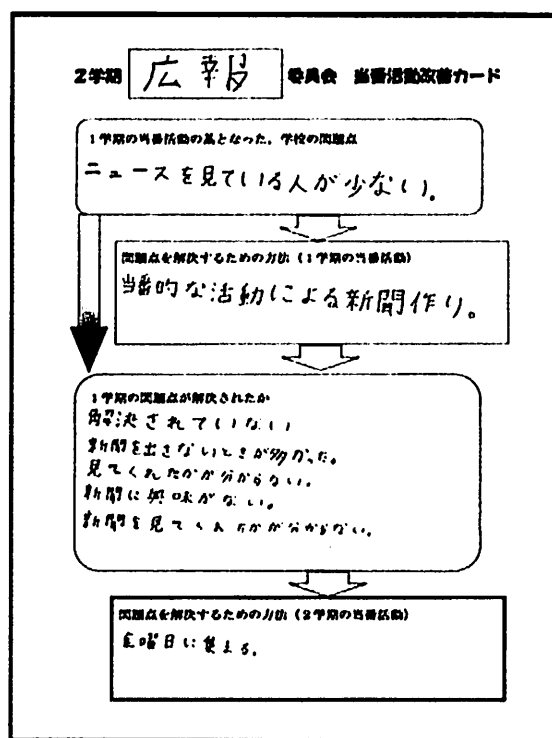 2学期 広報 委員会 当番活動改善カード
1学期の当番活動の基となった、学校の問題点
ニュースを見ている人が少ない。
問題点を解決するための方法(1学期の当番活動)
当番的な活動による新聞作り。
1学期の問題点が解決されたか
解決されていない
新聞を出さないときが多かった。
見てくれたかが分からない。
新聞に興味がない。
新聞を見てくれたかが分からない。
問題点を解決するための方法(2学期の当番活動)
金曜日に集まる。